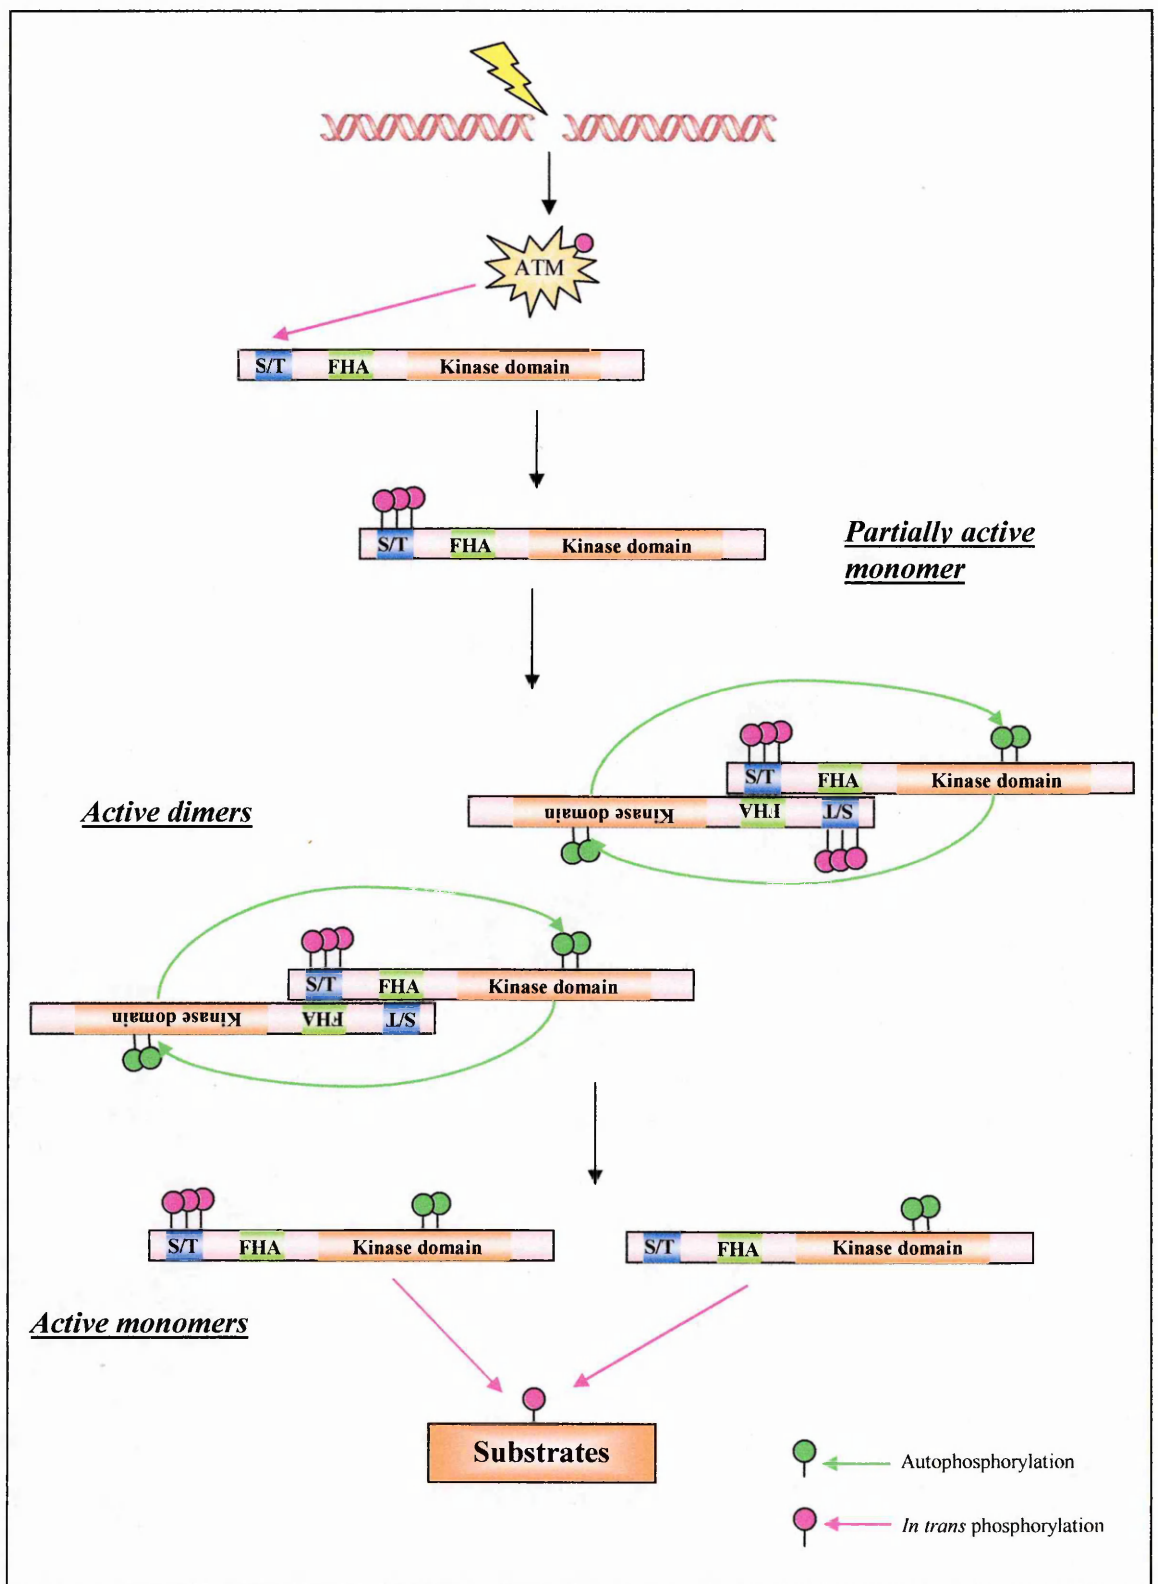 ATM
S/T FHA Kinase domain
S/T FHA Kinase domain
Partially active
monomer
S/T FHA Kinase domain
Active dimers
Kinase domain FHA S/T
S/T FHA Kinase domain
Kinase domain FHA S/T
S/T FHA Kinase domain
S/T FHA Kinase domain
Active monomers
Substrates
Autophosphorylation
In trans phosphorylation